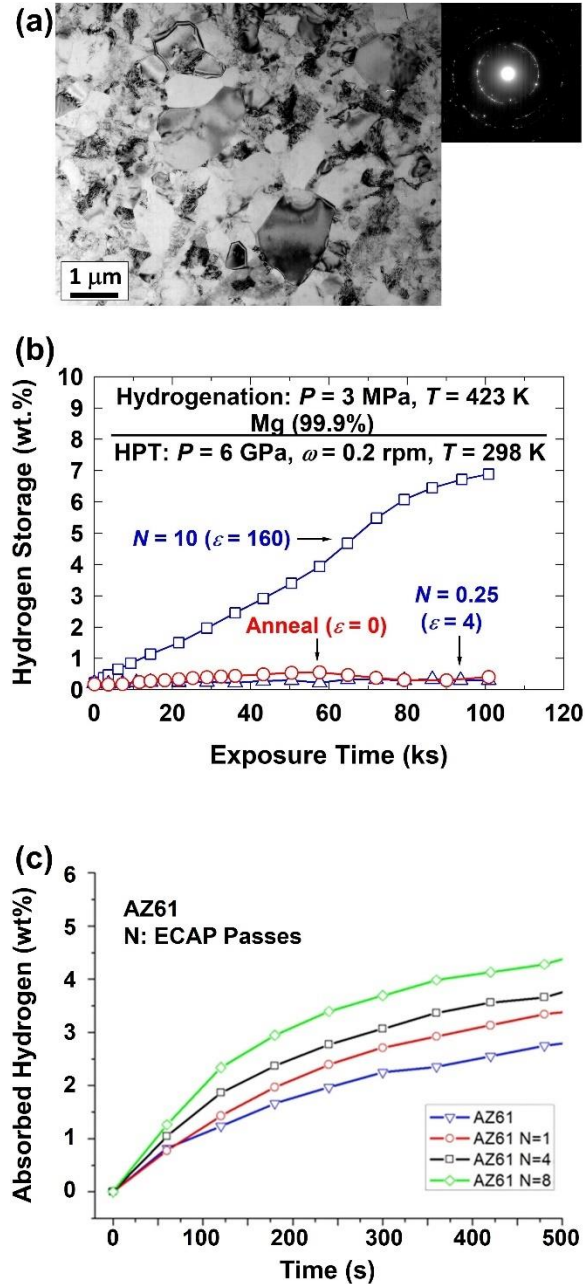 (a)
1 μm
(b)
Hydrogen Storage (wt.%)
10
9
8
7
6
5
4
3
2
1
0
Hydrogenation: P = 3 MPa, T = 423 K
Mg (99.9%)
HPT: P = 6 GPa, ω = 0.2 rpm, T = 298 K
N = 10 (ε = 160)
N = 0.25
(ε = 4)
Anneal (ε = 0)
0 20 40 60 80 100 120
Exposure Time (ks)
(c)
Absorbed Hydrogen (wt%)
6
5
4
3
2
1
0
AZ61
N: ECAP Passes
AZ61
AZ61 N=1
AZ61 N=4
AZ61 N=8
0 100 200 300 400 500
Time (s)